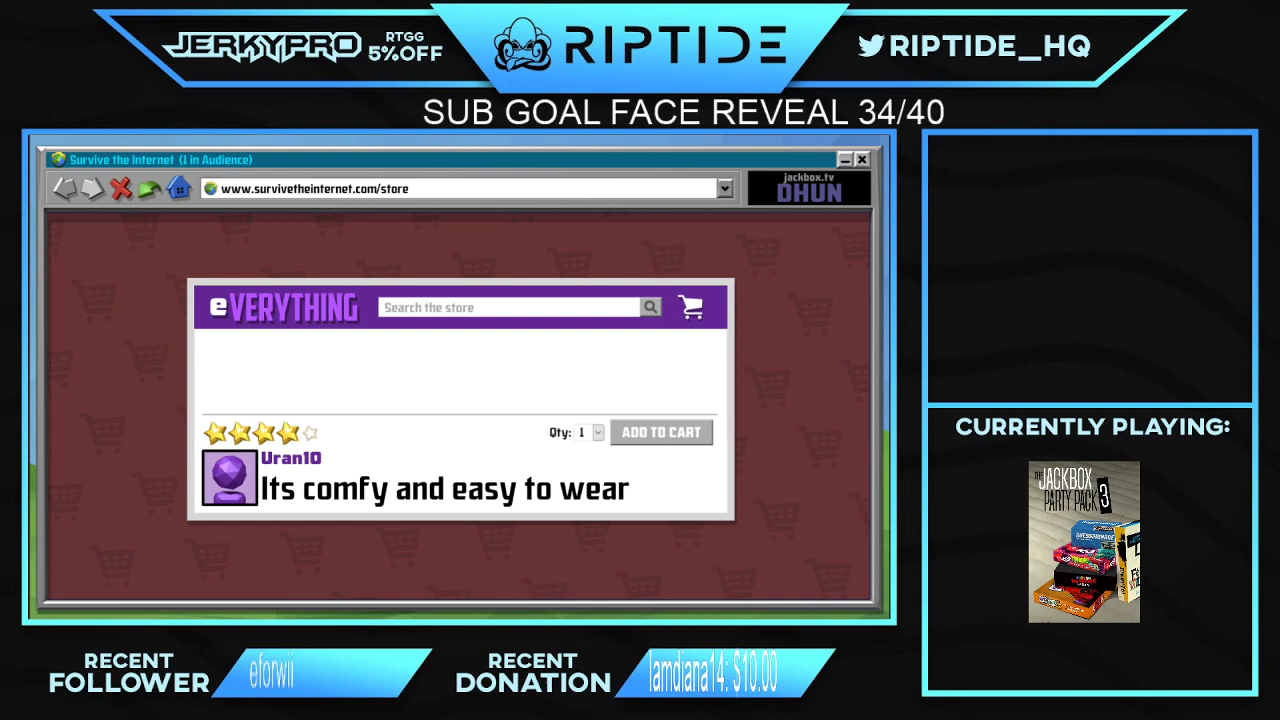 JERKYPRO
RTGG
5% OFF
RIPTIDE
RIPTIDE_HQ
SUB GOAL FACE REVEAL 34/40
Survive the Internet (1 in Audience)
www.survivetheinternet.com/store
jackbox.tv
DHUN
eVERYTHING
Search the store
Qty: 1
ADD TO CART
Uran10
Its comfy and easy to wear
CURRENTLY PLAYING:
THE JACKBOX
PARTY PACK 3
RECENT
FOLLOWER
eforwii
RECENT
DONATION
lamdiana14: $10.00